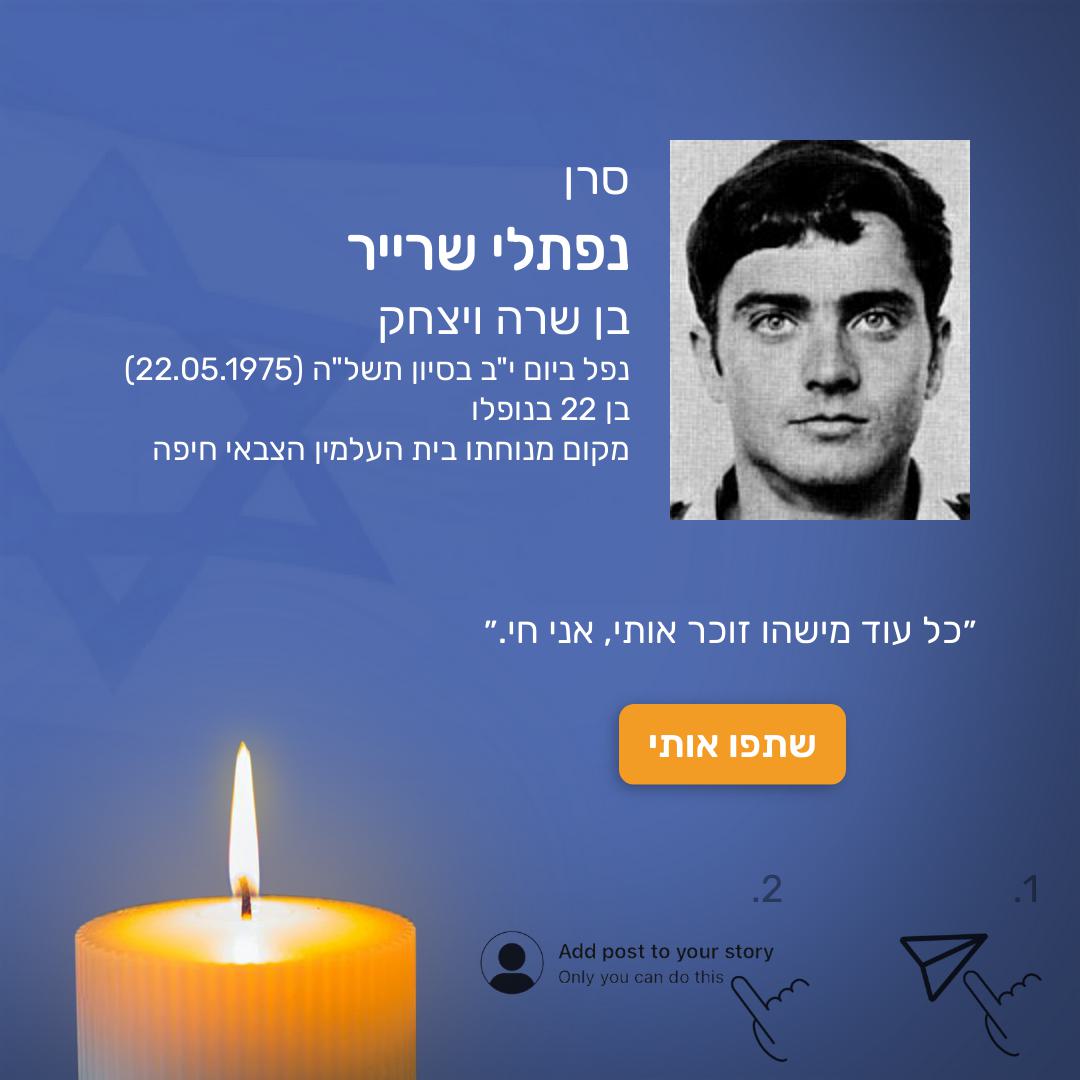 סרן
נפתלי שרייר
בן שרה ויצחק
נפל ביום י"ב בסיון תשל"ה (22.05.1975)
בן 22 בנופלו
מקום מנוחתו בית העלמין הצבאי חיפה
״כל עוד מישהו זוכר אותי, אני חי.״
שתפו אותי
1.
2.
Add post to your story
Only you can do this